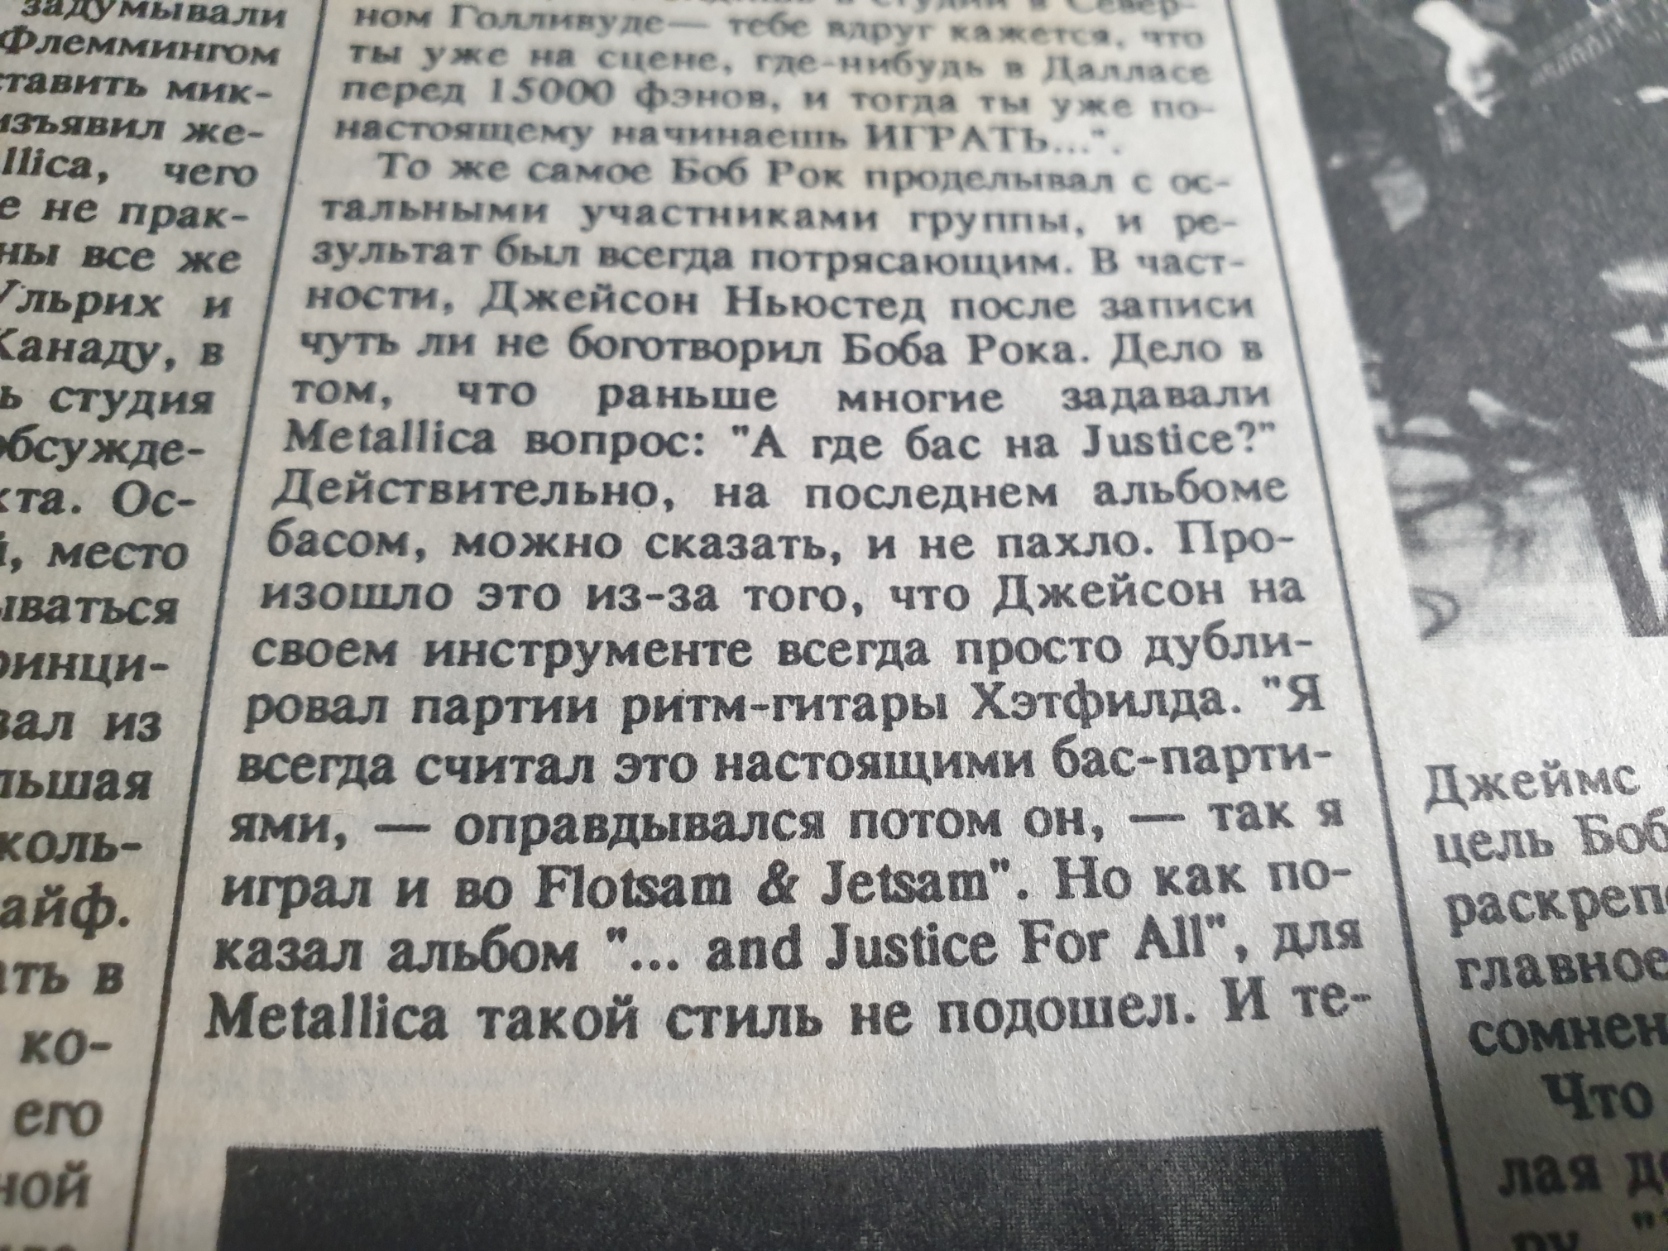 задумывали
Флеммингом
ставить мик-
изъявил же-
llica, чего
е не прак-
ны все же
Ульрих и
Канаду, в
ь студия
обсужде-
кта. Ос-
й, место
ываться
ринци-
вал из
льшая
коль-
айф.
ать в
ко-
его
ной
ном Голливуде— тебе вдруг кажется, что
ты уже на сцене, где-нибудь в Далласе
перед 15000 фэнов, и тогда ты уже по-
настоящему начинаешь ИГРАТЬ...".
То же самое Боб Рок проделывал с ос-
тальными участниками группы, и ре-
зультат был всегда потрясающим. В част-
ности, Джейсон Ньюстед после записи
чуть ли не боготворил Боба Рока. Дело в
том, что раньше многие задавали
Metallica вопрос: "А где бас на Justice?"
Действительно, на последнем альбоме
басом, можно сказать, и не пахло. Про-
изошло это из-за того, что Джейсон на
своем инструменте всегда просто дубли-
ровал партии ритм-гитары Хэтфилда. "Я
всегда считал это настоящими бас-парти-
ями, — оправдывался потом он, — так я
играл и во Flotsam & Jetsam". Но как по-
казал альбом "... and Justice For All", для
Metallica такой стиль не подошел. И те-
Джеймс
цель Боб
раскреп
главное
сомнен
Что
лая д